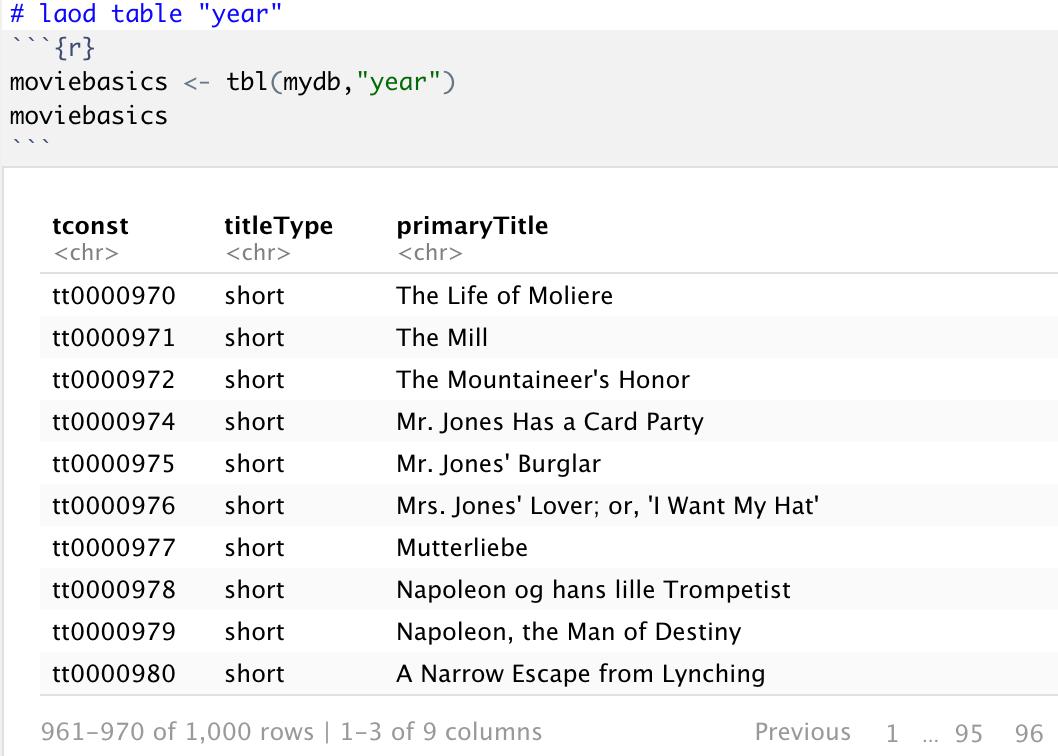 # laod table "year"
```{r}
moviebasics <- tbl(mydb,"year")
moviebasics
```
tconst titleType primaryTitle
<chr> <chr> <chr>
tt0000970 short The Life of Moliere
tt0000971 short The Mill
tt0000972 short The Mountaineer's Honor
tt0000974 short Mr. Jones Has a Card Party
tt0000975 short Mr. Jones' Burglar
tt0000976 short Mrs. Jones' Lover; or, 'I Want My Hat'
tt0000977 short Mutterliebe
tt0000978 short Napoleon og hans lille Trompetist
tt0000979 short Napoleon, the Man of Destiny
tt0000980 short A Narrow Escape from Lynching
961–970 of 1,000 rows | 1–3 of 9 columns Previous 1 ... 95 96